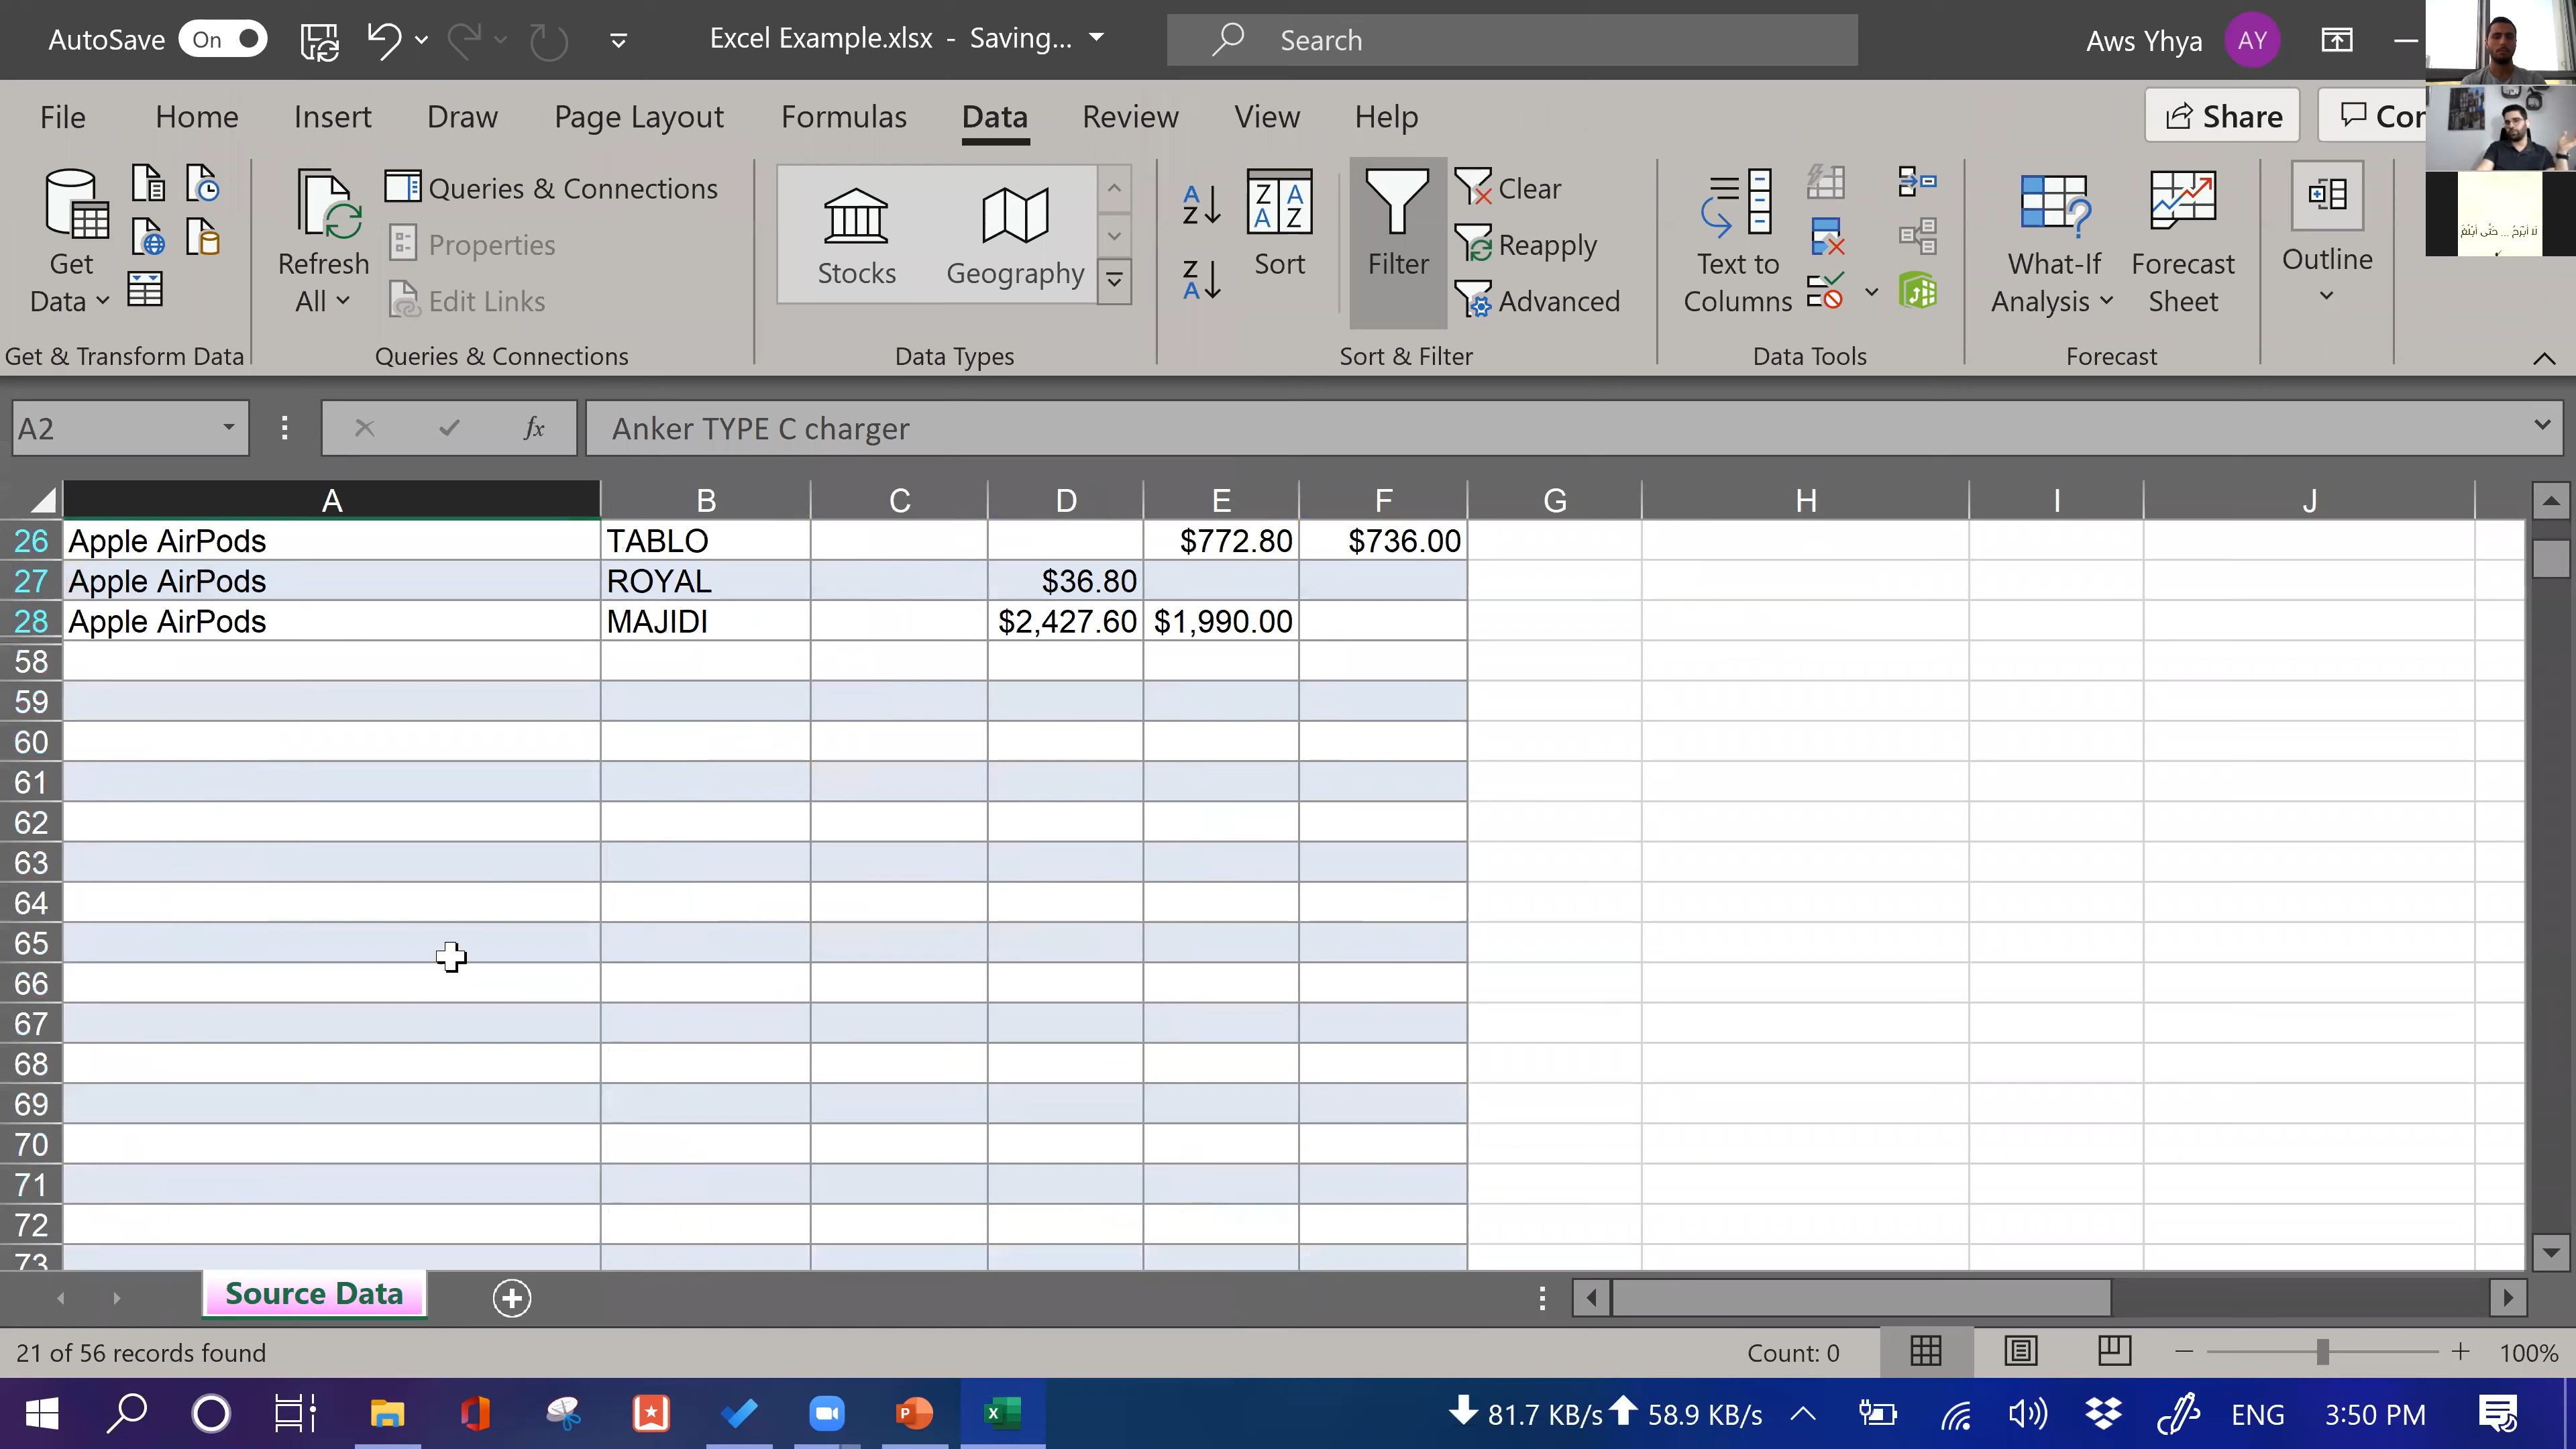 AutoSave On Excel Example.xlsx - Saving... Search Aws Yhya AY
File Home Insert Draw Page Layout Formulas Data Review View Help Share Con
Get Data
Refresh All
Queries & Connections
Properties
Edit Links
Stocks Geography
A Z
Z A
Z A A Z
Sort
Filter
Clear
Reapply
Advanced
Text to Columns
What-If Analysis
Forecast Sheet
Outline
Get & Transform Data Queries & Connections Data Types Sort & Filter Data Tools Forecast
A2 fx Anker TYPE C charger
A B C D E F G H I J
26 Apple AirPods TABLO $772.80 $736.00
27 Apple AirPods ROYAL $36.80
28 Apple AirPods MAJIDI $2,427.60 $1,990.00
58
59
60
61
62
63
64
65
66
67
68
69
70
71
72
73
Source Data
21 of 56 records found Count: 0 100%
81.7 KB/s 58.9 KB/s ENG 3:50 PM